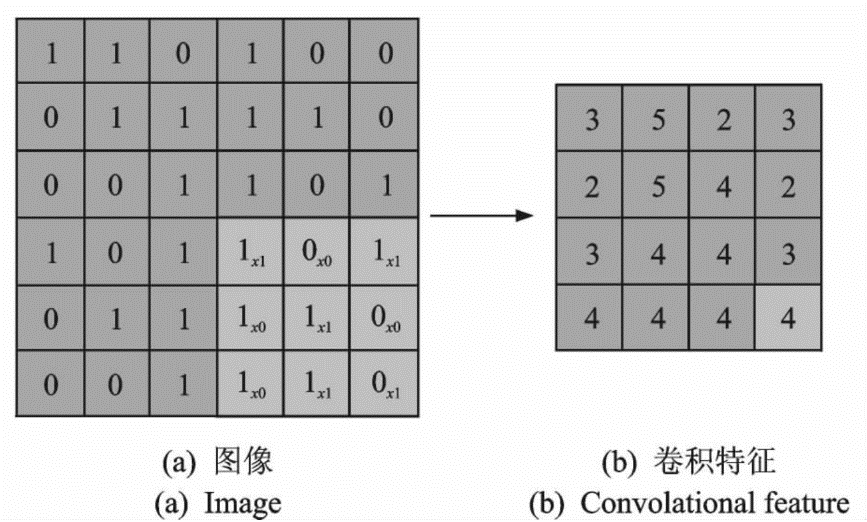 1 1 0 1 0 0
0 1 1 1 1 0
0 0 1 1 0 1
1 0 1 1x1 0x0 1x1
0 1 1 1x0 1x1 0x0
0 0 1 1x0 1x1 0x1
3 5 2 3
2 5 4 2
3 4 4 3
4 4 4 4
(a) 图像
(a) Image
(b) 卷积特征
(b) Convolational feature